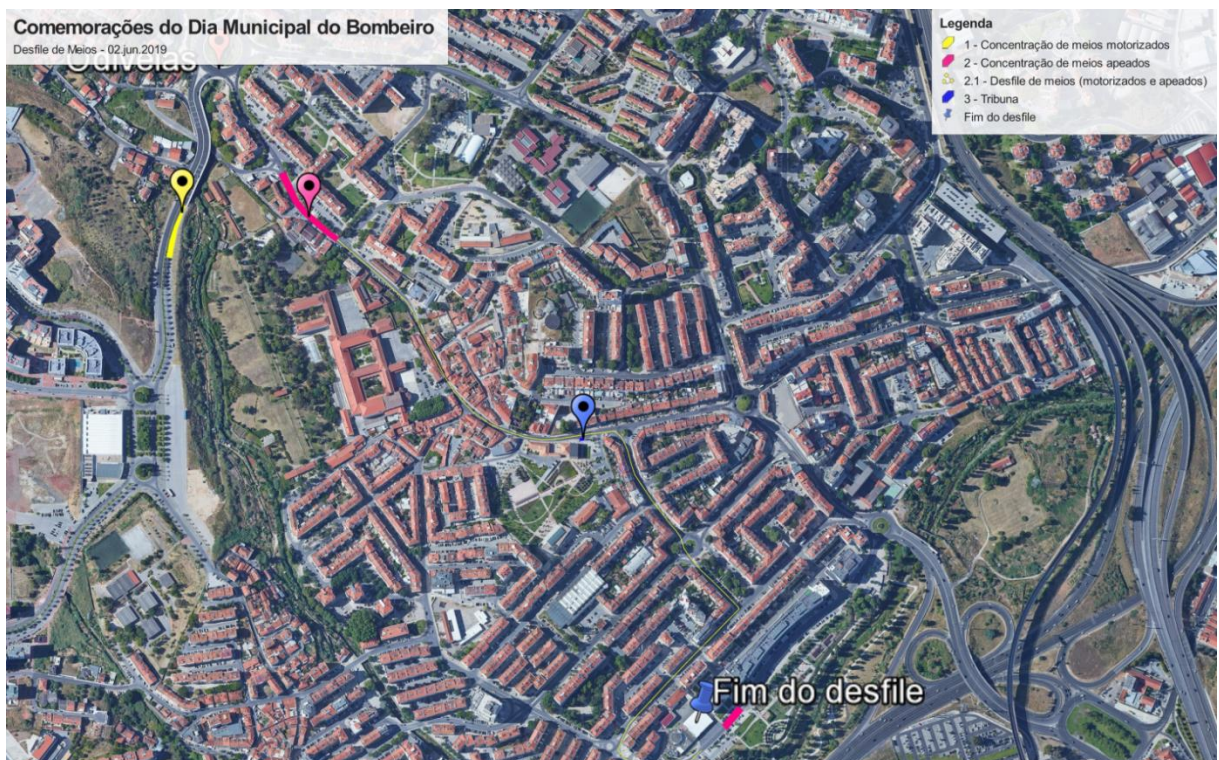 Comemorações do Dia Municipal do Bombeiro
Desfile de Meios - 02.jun.2019
Odivelas
Legenda
1 - Concentração de meios motorizados
2 - Concentração de meios apeados
2.1 - Desfile de meios (motorizados e apeados)
3 - Tribuna
Fim do desfile
Fim do desfile